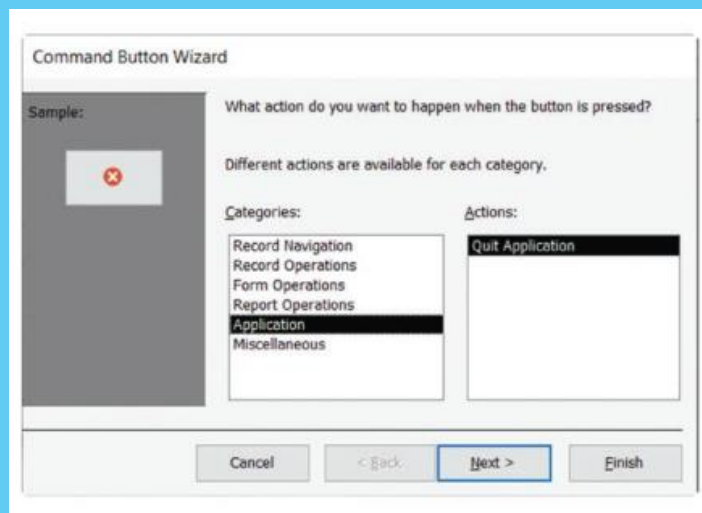 Command Button Wizard
Sample:
What action do you want to happen when the button is pressed?
Different actions are available for each category.
Categories:
Record Navigation
Record Operations
Form Operations
Report Operations
Application
Miscellaneous
Actions:
Quit Application
Cancel
< Back
Next >
Finish